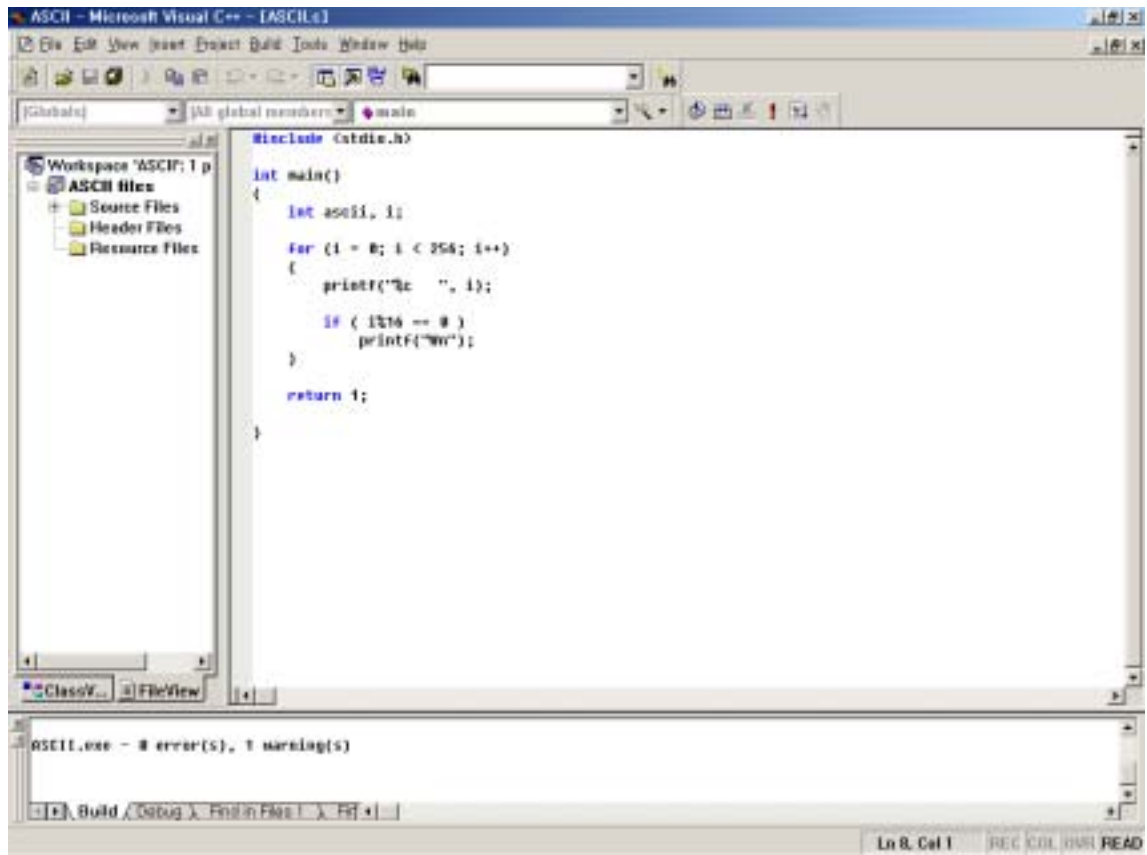 ASCII - Microsoft Visual C++ - [ASCII.c]
File Edit View Insert Project Build Tools Window Help
(Globals) (All global members main
Workspace 'ASCII': 1 p
ASCII files
Source Files
Header Files
Resource Files
#include <stdio.h>
int main()
{
int ascii, i;
for (i = 0; i < 256; i++)
{
printf("%c ", i);
if ( i%16 == 0 )
printf("₩n");
}
return 1;
}
ClassV... FileView
ASCII.exe - 0 error(s), 1 warning(s)
Build Debug Find in Files 1
Ln 8, Col 1 REC COL OVR READ